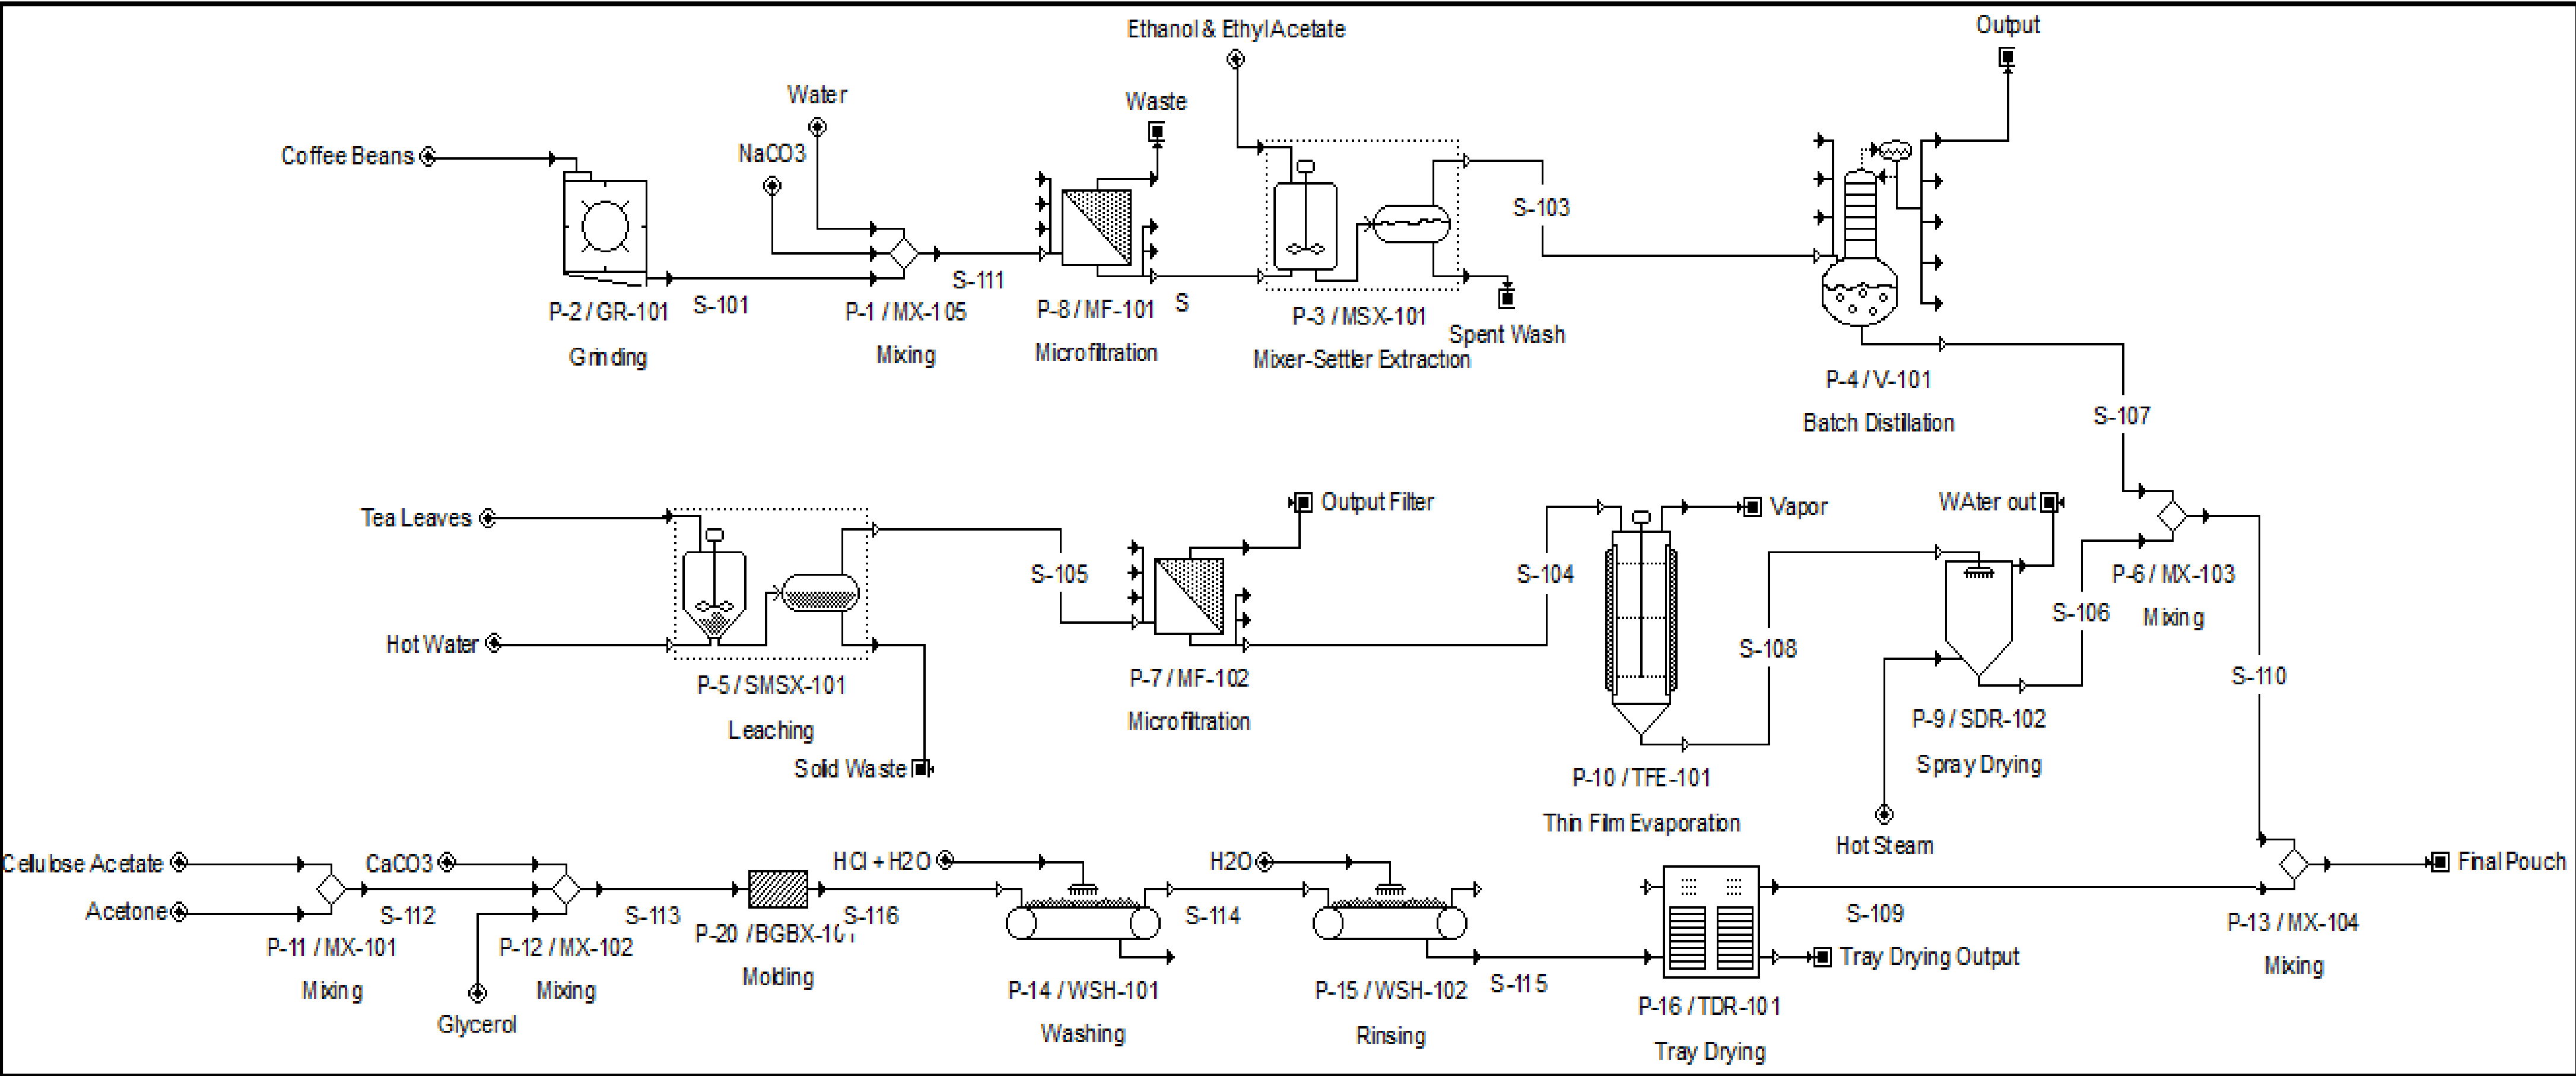 Ethanol & Ethyl Acetate
Output
Water
Waste
NaCO3
Coffee Beans
S-103
S-111
S-101
S
P-2 / GR-101
Grinding
P-1 / MX-105
Mixing
P-8 / MF-101
Microfiltration
P-3 / MSX-101
Mixer-Settler Extraction
Spent Wash
P-4 / V-101
Batch Distillation
S-107
Tea Leaves
Output Filter
Vapor
WAter out
S-105
S-104
P-6 / MX-103
Mixing
S-106
Hot Water
S-108
S-110
P-5 / SMSX-101
Leaching
P-7 / MF-102
Microfiltration
P-9 / SDR-102
Spray Drying
Solid Waste
P-10 / TFE-101
Thin Film Evaporation
Hot Steam
Cellulose Acetate
CaCO3
HCl + H2O
H2O
Final Pouch
Acetone
S-112
S-113
S-116
S-114
S-109
P-11 / MX-101
Mixing
P-12 / MX-102
Mixing
P-20 / BGBX-101
Molding
P-13 / MX-104
Mixing
Tray Drying Output
P-14 / WSH-101
Washing
P-15 / WSH-102
Rinsing
S-115
P-16 / TDR-101
Tray Drying
Glycerol